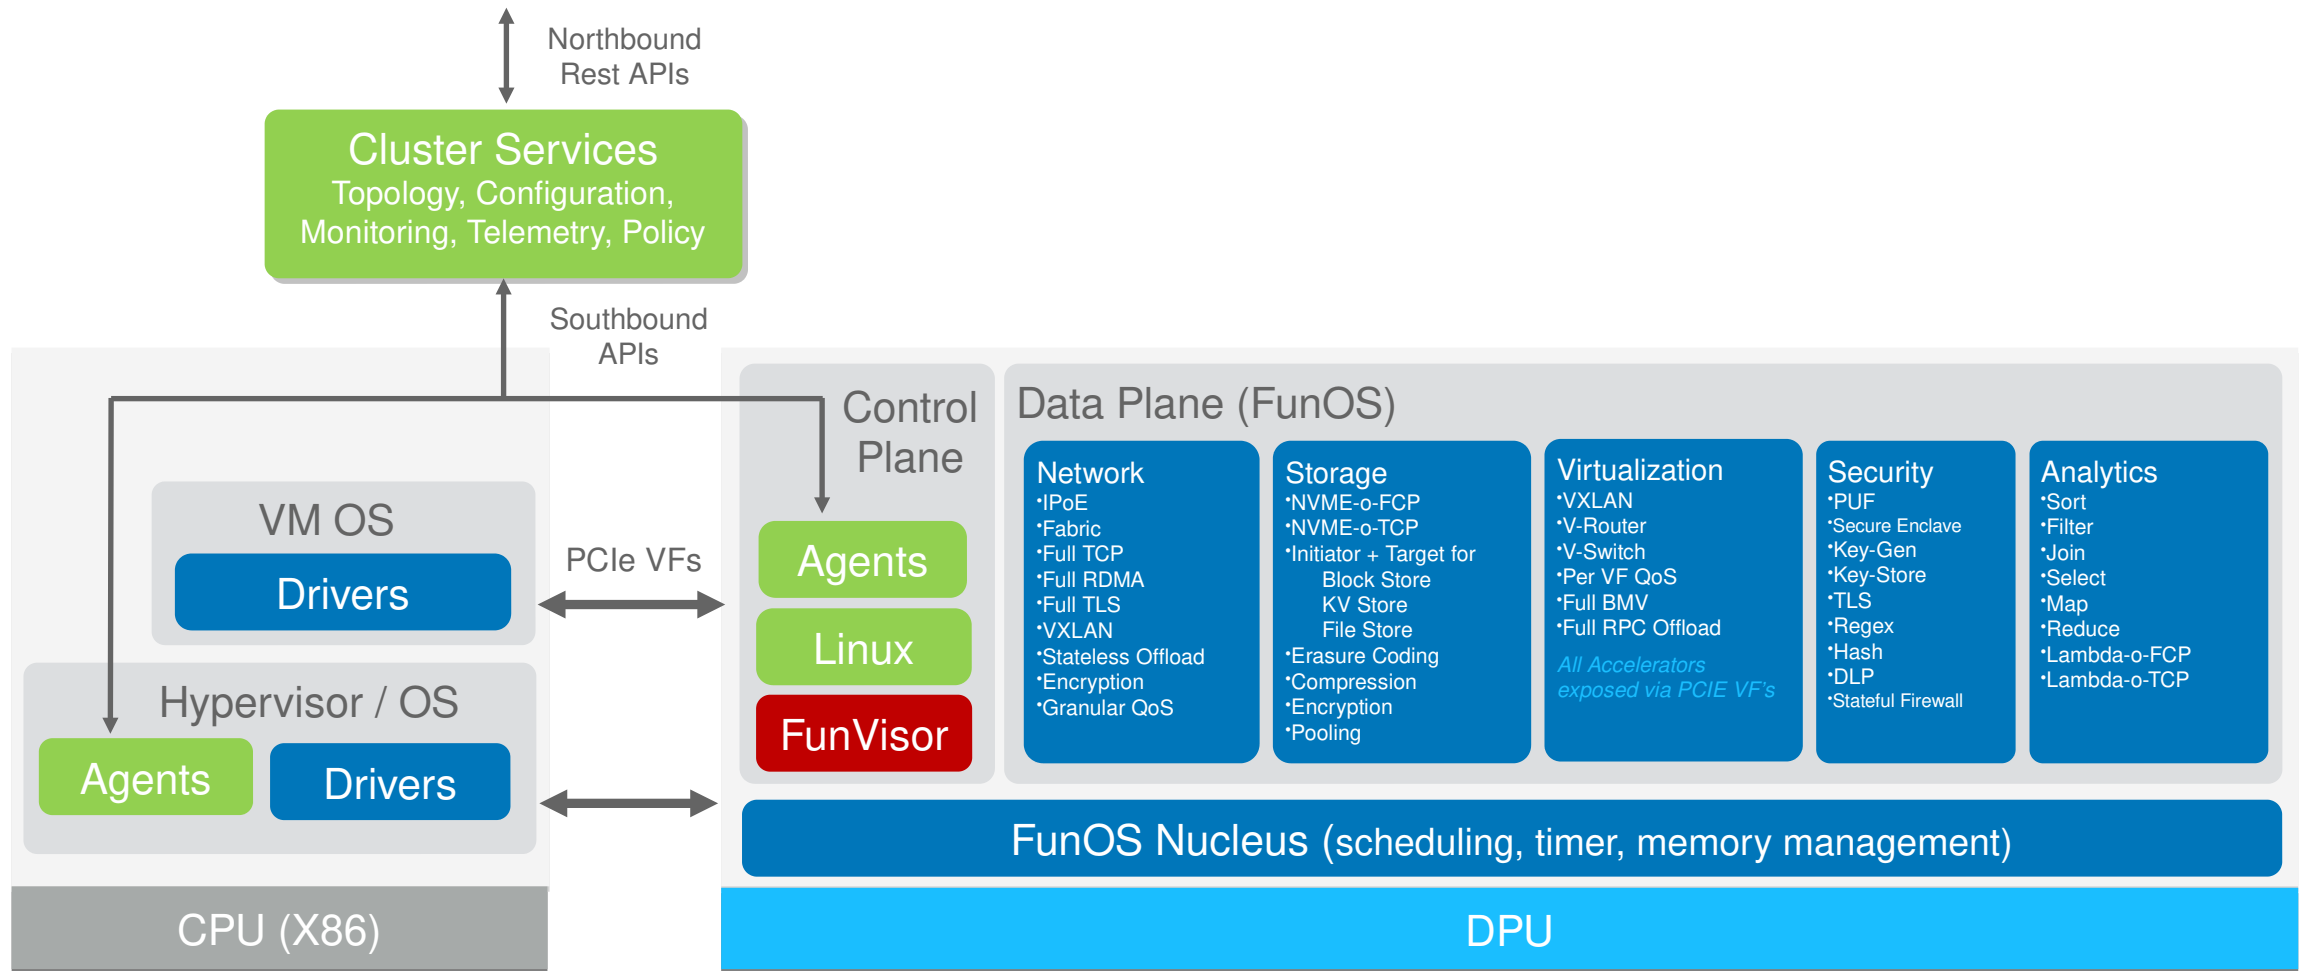 Northbound
Rest APIs
Cluster Services
Topology, Configuration,
Monitoring, Telemetry, Policy
Southbound
APIs
VM OS
Drivers
PCIe VFs
Hypervisor / OS
Agents
Drivers
CPU (X86)
Control
Plane
Agents
Linux
FunVisor
Data Plane (FunOS)
Network
•IPoE
•Fabric
•Full TCP
•Full RDMA
•Full TLS
•VXLAN
•Stateless Offload
•Encryption
•Granular QoS
Storage
•NVME-o-FCP
•NVME-o-TCP
•Initiator + Target for
Block Store
KV Store
File Store
•Erasure Coding
•Compression
•Encryption
•Pooling
Virtualization
•VXLAN
•V-Router
•V-Switch
•Per VF QoS
•Full BMV
•Full RPC Offload
All Accelerators
exposed via PCIE VF's
Security
•PUF
•Secure Enclave
•Key-Gen
•Key-Store
•TLS
•Regex
•Hash
•DLP
•Stateful Firewall
Analytics
•Sort
•Filter
•Join
•Select
•Map
•Reduce
•Lambda-o-FCP
•Lambda-o-TCP
FunOS Nucleus (scheduling, timer, memory management)
DPU